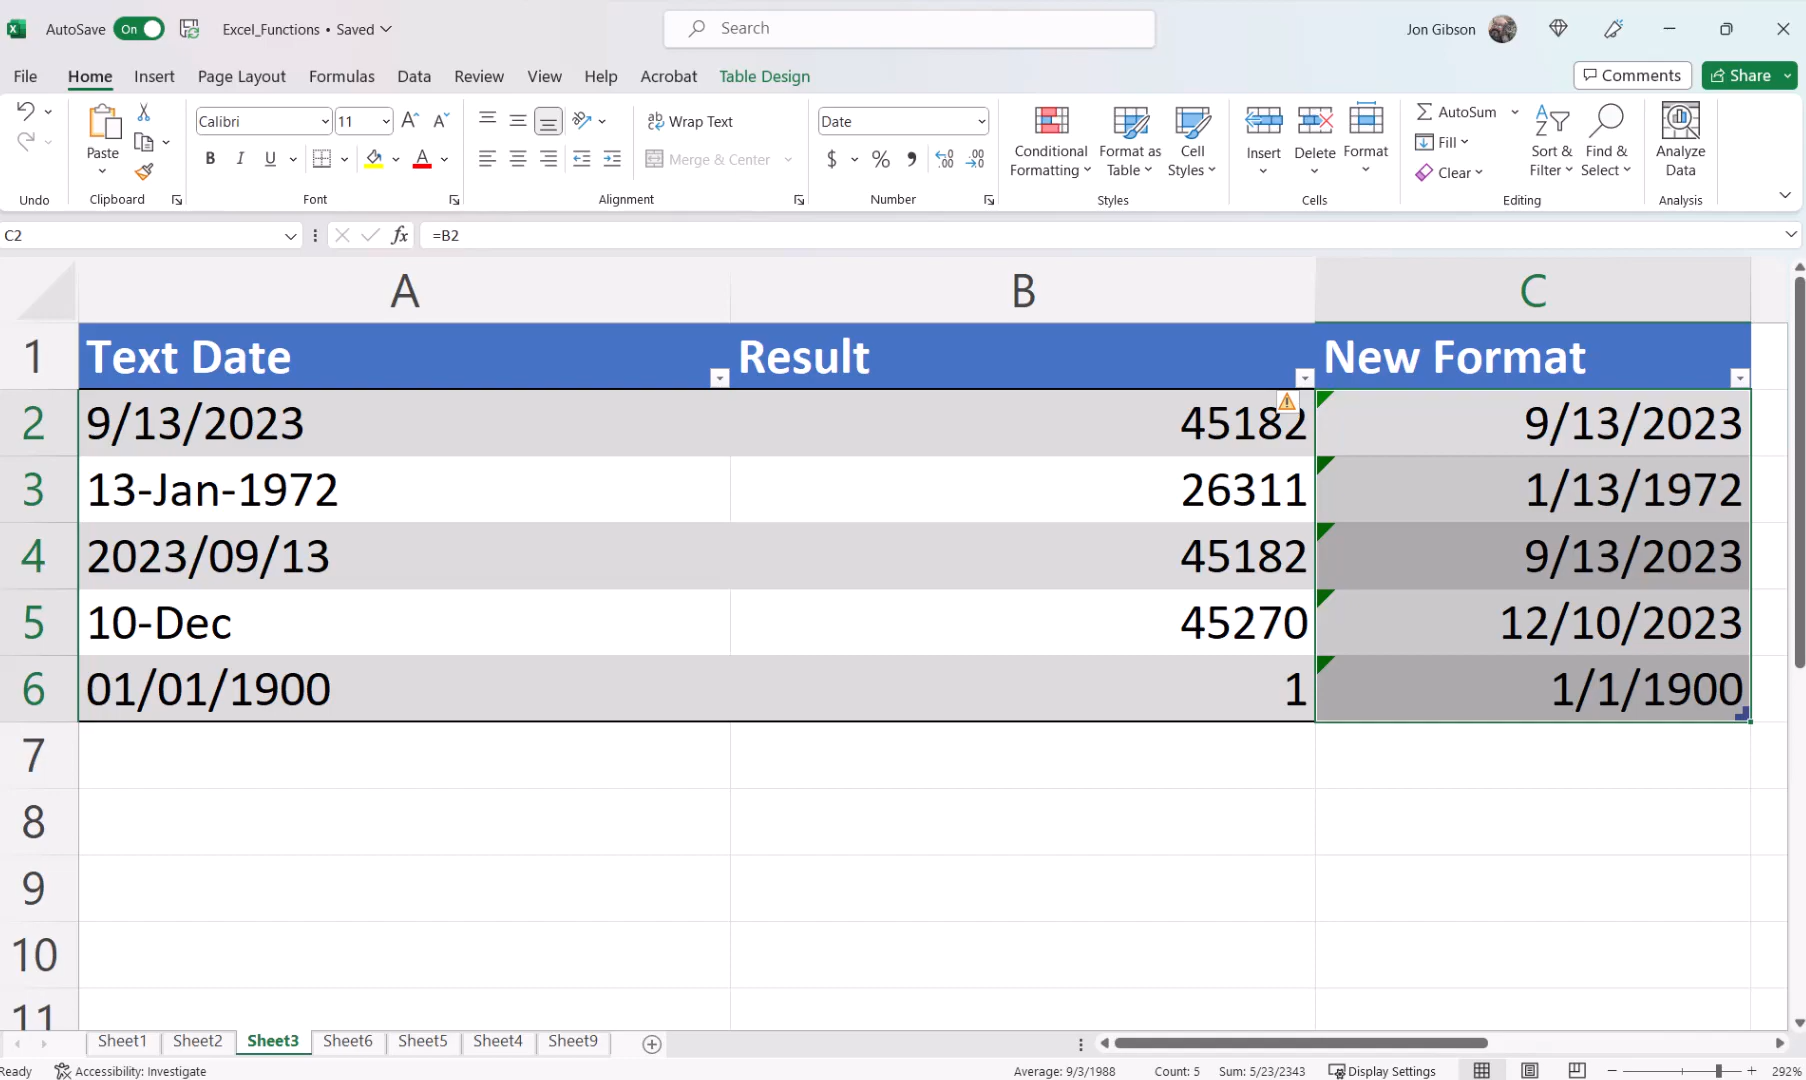 AutoSave On Excel_Functions • Saved Search Jon Gibson
File Home Insert Page Layout Formulas Data Review View Help Acrobat Table Design Comments Share
Calibri 11 Wrap Text Date AutoSum
Paste Merge & Center $ % Conditional Formatting Format as Table Cell Styles Insert Delete Format Fill Clear Sort & Filter Find & Select Analyze Data
B I U
Undo Clipboard Font Alignment Number Styles Cells Editing Analysis
C2 fx =B2
A B C
1 Text Date Result New Format
2 9/13/2023 45182 9/13/2023
3 13-Jan-1972 26311 1/13/1972
4 2023/09/13 45182 9/13/2023
5 10-Dec 45270 12/10/2023
6 01/01/1900 1 1/1/1900
7
8
9
10
11
Sheet1 Sheet2 Sheet3 Sheet6 Sheet5 Sheet4 Sheet9
Ready Accessibility: Investigate Average: 9/3/1988 Count: 5 Sum: 5/23/2343 Display Settings 292%